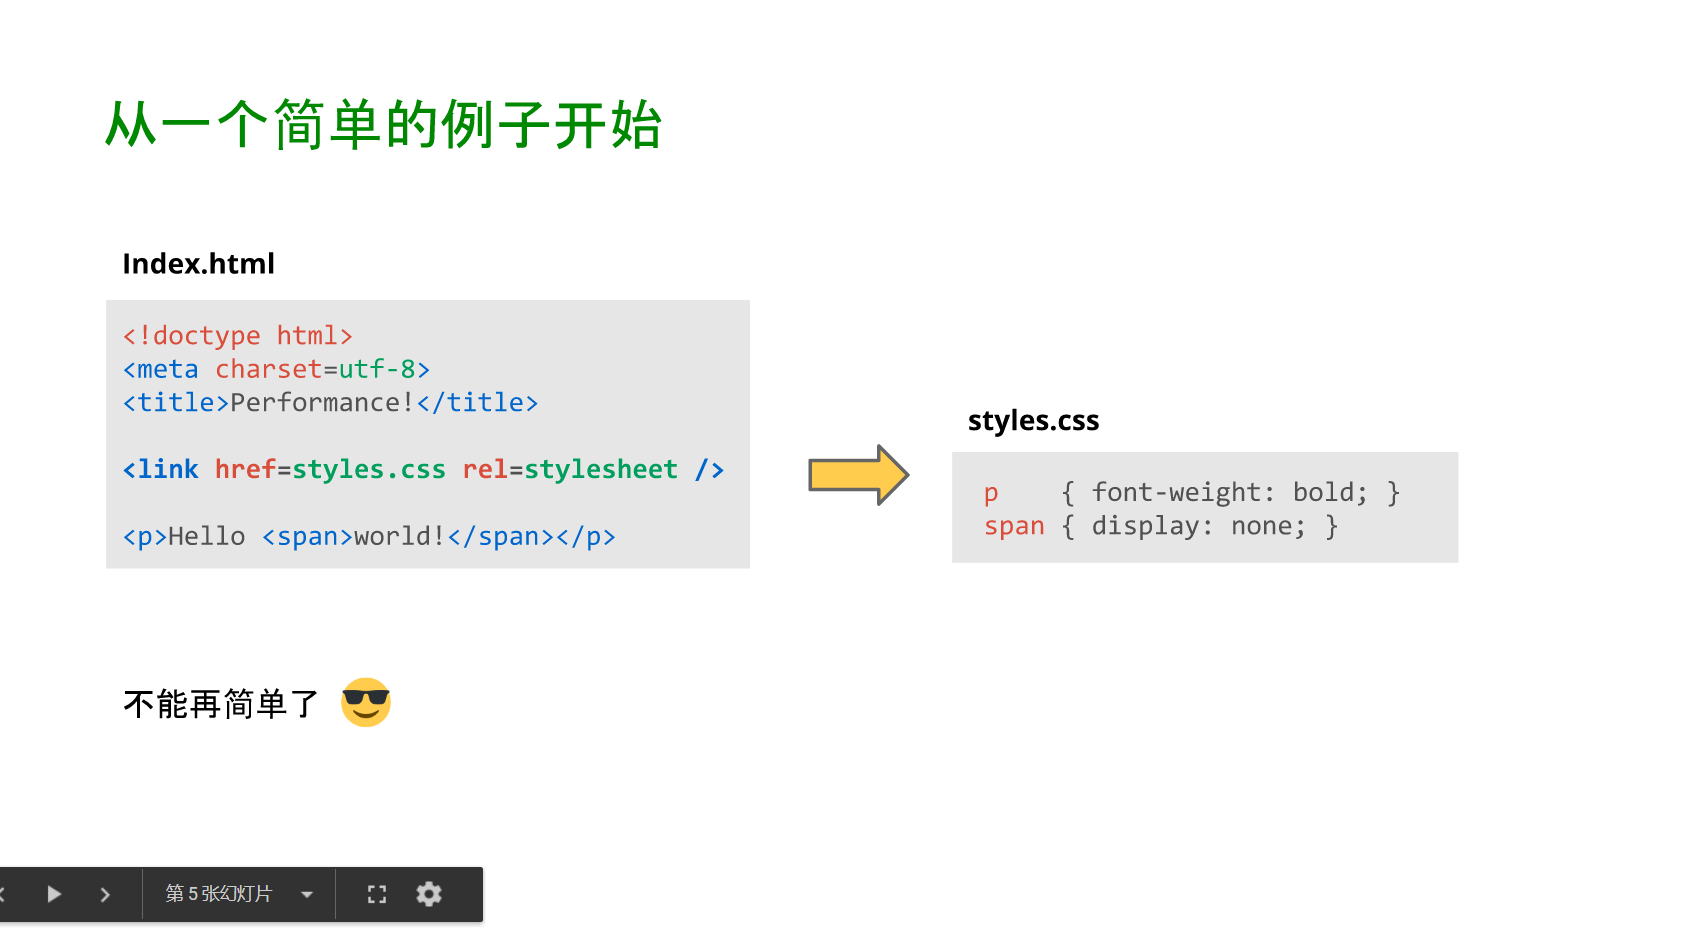 从一个简单的例子开始
Index.html
<!doctype html>
<meta charset=utf-8>
<title>Performance!</title>
<link href=styles.css rel=stylesheet />
<p>Hello <span>world!</span></p>
styles.css
p { font-weight: bold; }
span { display: none; }
不能再简单了 😎
第 5 张幻灯片